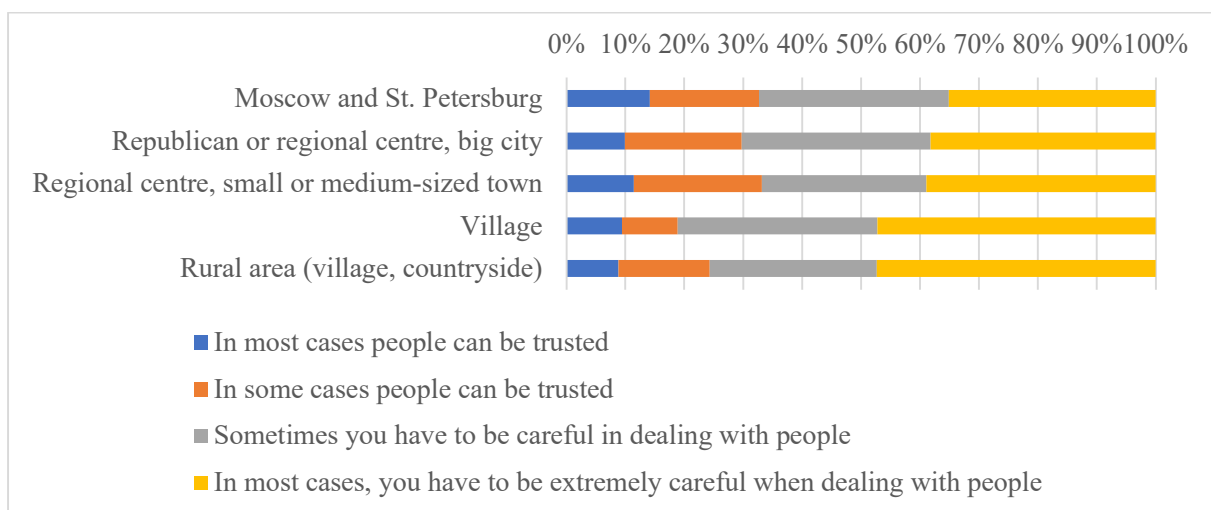 0% 10% 20% 30% 40% 50% 60% 70% 80% 90%100%
Moscow and St. Petersburg
Republican or regional centre, big city
Regional centre, small or medium-sized town
Village
Rural area (village, countryside)
In most cases people can be trusted
In some cases people can be trusted
Sometimes you have to be careful in dealing with people
In most cases, you have to be extremely careful when dealing with people